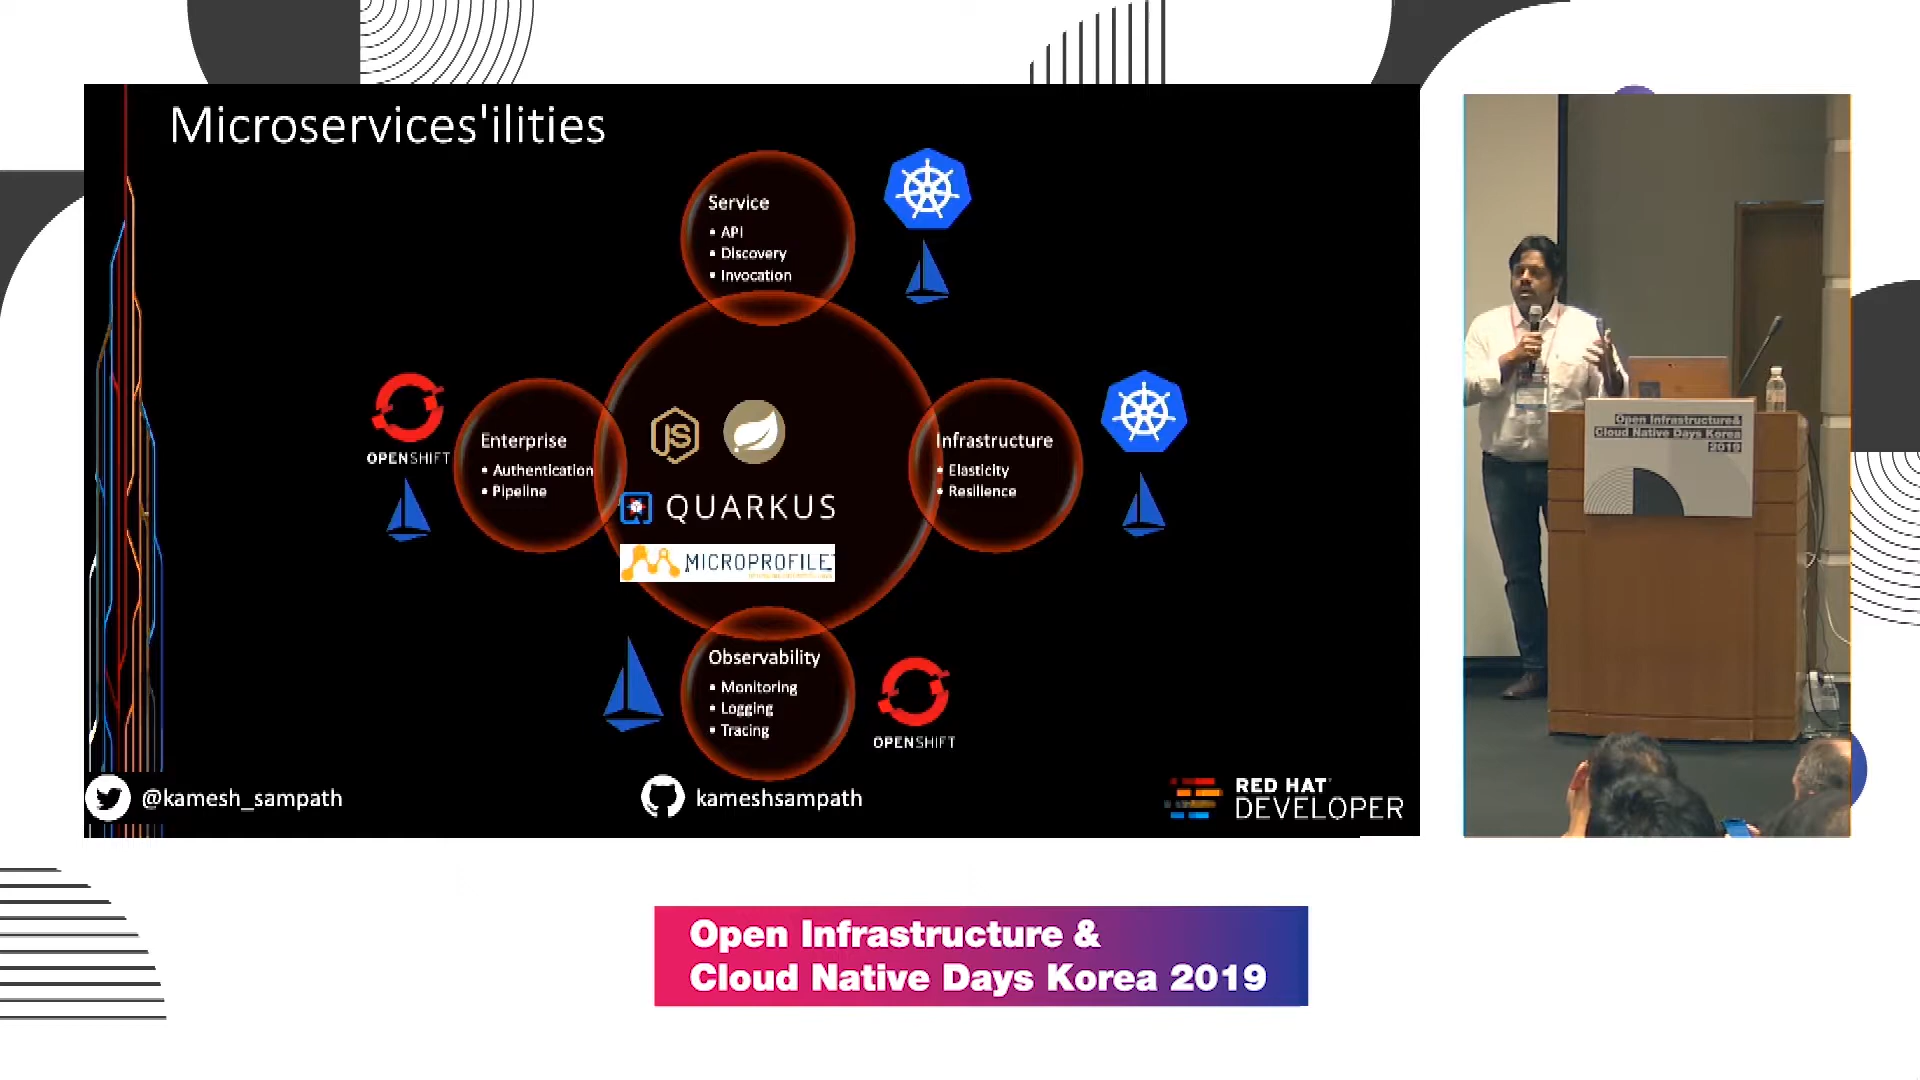 Microservices'ilities
Service
• API
• Discovery
• Invocation
OPENSHIFT
Enterprise
• Authentication
• Pipeline
JS
QUARKUS
MICROPROFILE
Infrastructure
• Elasticity
• Resilience
Observability
• Monitoring
• Logging
• Tracing
OPENSHIFT
@kamesh_sampath
kameshsampath
RED HAT
DEVELOPER
Open Infrastructure&
Cloud Native Days Korea
2019
Open Infrastructure &
Cloud Native Days Korea 2019